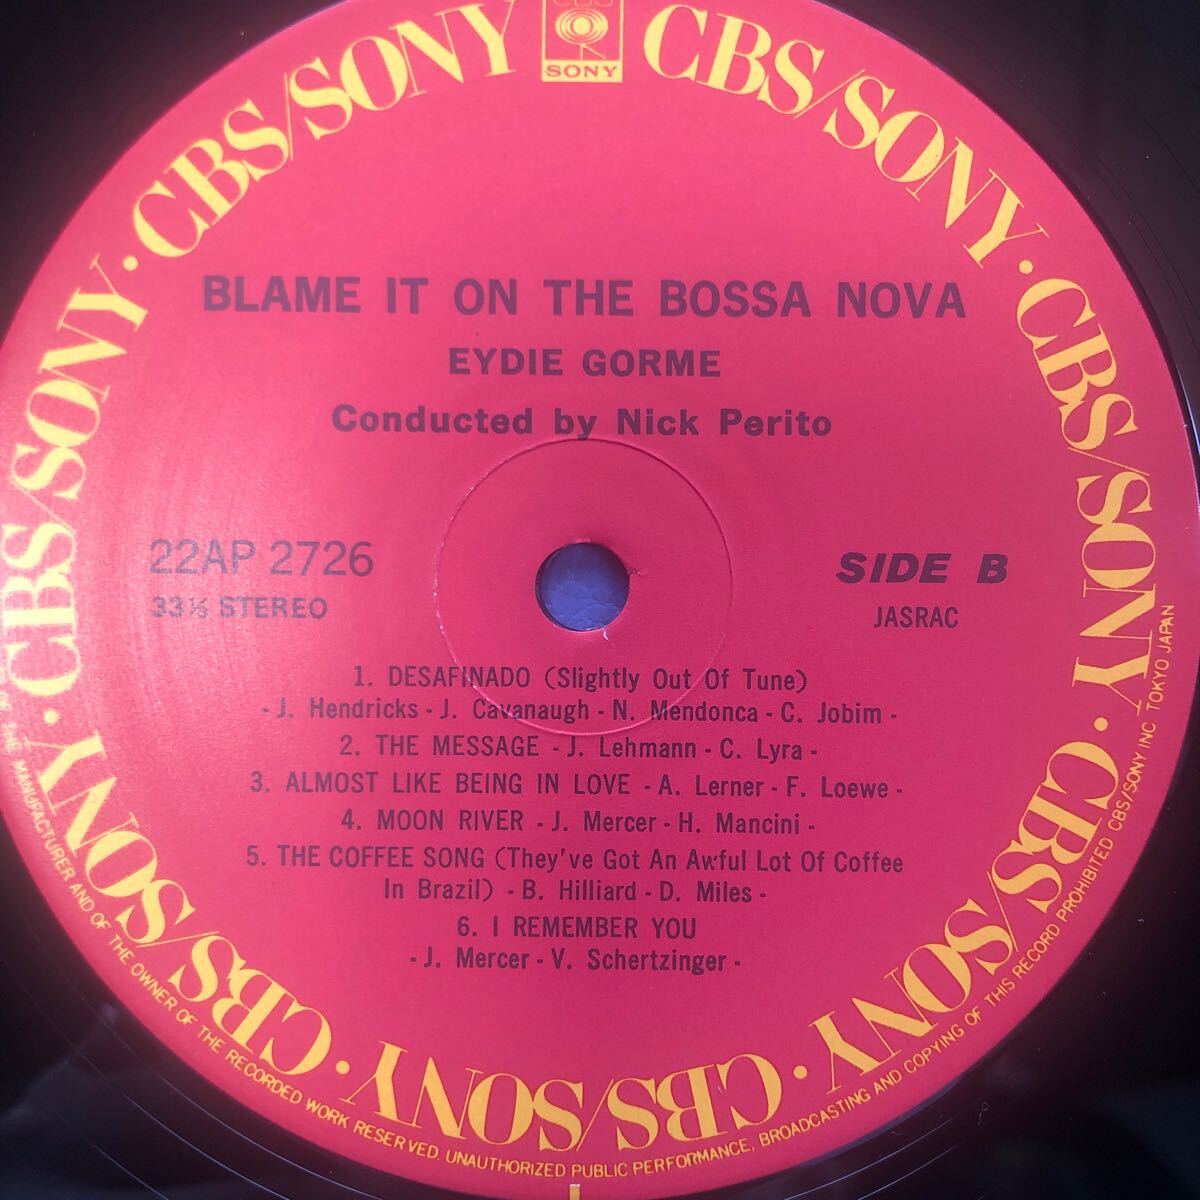 SONY
CBS/SONY · CBS/SONY · CBS/SONY · CBS/SONY · CBS/SONY · CBS/SONY · CBS/SONY · CBS/SONY
BLAME IT ON THE BOSSA NOVA
EYDIE GORME
Conducted by Nick Perito
22AP 2726
33⅓ STEREO
SIDE B
JASRAC
1. DESAFINADO (Slightly Out Of Tune)
- J. Hendricks - J. Cavanaugh - N. Mendonca - C. Jobim -
2. THE MESSAGE - J. Lehmann - C. Lyra -
3. ALMOST LIKE BEING IN LOVE - A. Lerner - F. Loewe -
4. MOON RIVER - J. Mercer - H. Mancini -
5. THE COFFEE SONG (They've Got An Awful Lot Of Coffee
In Brazil) - B. Hilliard - D. Miles -
6. I REMEMBER YOU
- J. Mercer - V. Schertzinger -
OF THE MANUFACTURER AND OF THE OWNER OF THE RECORDED WORK RESERVED. UNAUTHORIZED PUBLIC PERFORMANCE, BROADCASTING AND COPYING OF THIS RECORD PROHIBITED CBS/SONY INC TOKYO JAPAN